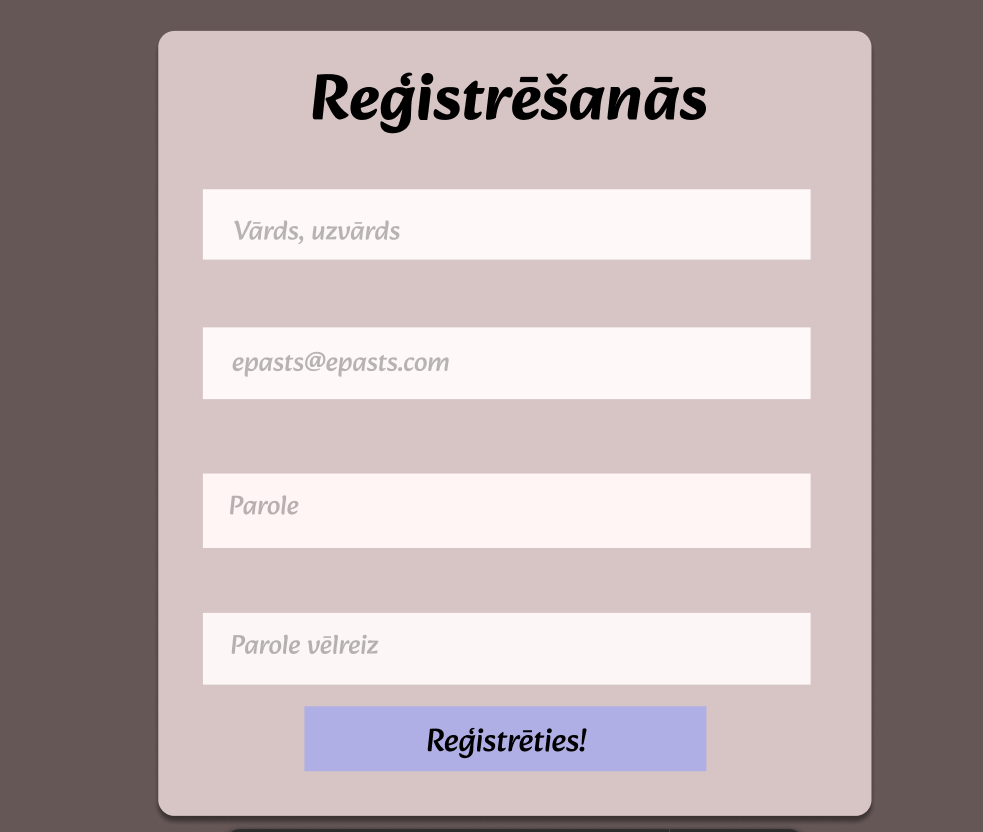 Reģistrēšanās
Vārds, uzvārds
epasts@epasts.com
Parole
Parole vēlreiz
Reģistrēties!